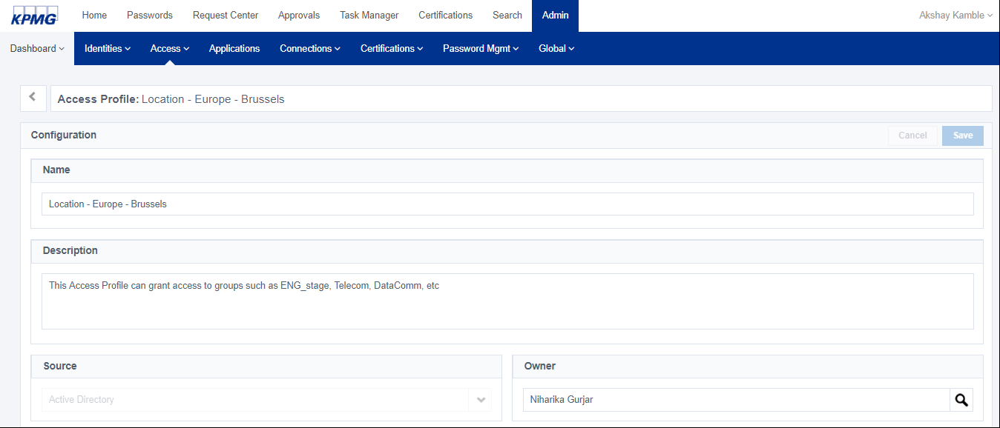 KPMG Home Passwords Request Center Approvals Task Manager Certifications Search Admin Akshay Kamble
Dashboard Identities Access Applications Connections Certifications Password Mgmt Global
Access Profile: Location - Europe - Brussels
Configuration Cancel Save
Name
Location - Europe - Brussels
Description
This Access Profile can grant access to groups such as ENG_stage, Telecom, DataComm, etc
Source Owner
Active Directory Niharika Gurjar